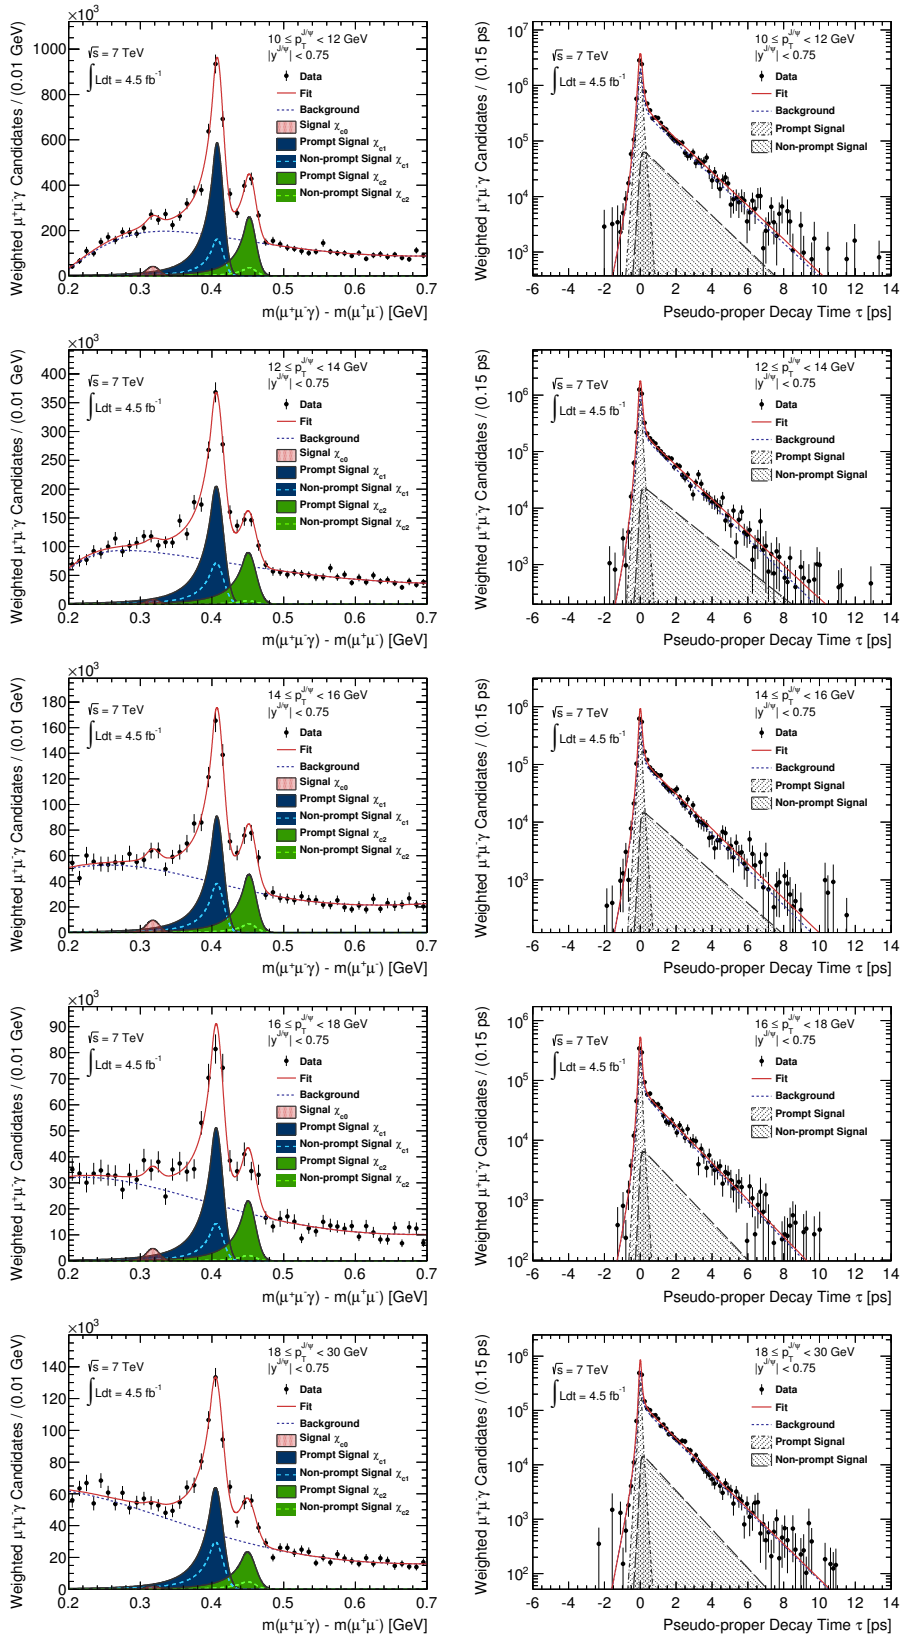 ×10³
Weighted μ⁺μ⁻γ Candidates / (0.01 GeV)
√s = 7 TeV
∫Ldt = 4.5 fb⁻¹
10 ≤ p_T^{J/ψ} < 12 GeV
|y^{J/ψ}| < 0.75
Data
Fit
Background
Signal χ_c0
Prompt Signal χ_c1
Non-prompt Signal χ_c1
Prompt Signal χ_c2
Non-prompt Signal χ_c2
1000
800
600
400
200
0
0.2 0.3 0.4 0.5 0.6 0.7
m(μ⁺μ⁻γ) - m(μ⁺μ⁻) [GeV]
Weighted μ⁺μ⁻γ Candidates / (0.15 ps)
√s = 7 TeV
∫Ldt = 4.5 fb⁻¹
10 ≤ p_T^{J/ψ} < 12 GeV
|y^{J/ψ}| < 0.75
Data
Fit
Background
Prompt Signal
Non-prompt Signal
10⁷
10⁶
10⁵
10⁴
10³
-6 -4 -2 0 2 4 6 8 10 12 14
Pseudo-proper Decay Time τ [ps]
×10³
Weighted μ⁺μ⁻γ Candidates / (0.01 GeV)
√s = 7 TeV
∫Ldt = 4.5 fb⁻¹
12 ≤ p_T^{J/ψ} < 14 GeV
|y^{J/ψ}| < 0.75
Data
Fit
Background
Signal χ_c0
Prompt Signal χ_c1
Non-prompt Signal χ_c1
Prompt Signal χ_c2
Non-prompt Signal χ_c2
400
350
300
250
200
150
100
50
0
0.2 0.3 0.4 0.5 0.6 0.7
m(μ⁺μ⁻γ) - m(μ⁺μ⁻) [GeV]
Weighted μ⁺μ⁻γ Candidates / (0.15 ps)
√s = 7 TeV
∫Ldt = 4.5 fb⁻¹
12 ≤ p_T^{J/ψ} < 14 GeV
|y^{J/ψ}| < 0.75
Data
Fit
Background
Prompt Signal
Non-prompt Signal
10⁶
10⁵
10⁴
10³
-6 -4 -2 0 2 4 6 8 10 12 14
Pseudo-proper Decay Time τ [ps]
×10³
Weighted μ⁺μ⁻γ Candidates / (0.01 GeV)
√s = 7 TeV
∫Ldt = 4.5 fb⁻¹
14 ≤ p_T^{J/ψ} < 16 GeV
|y^{J/ψ}| < 0.75
Data
Fit
Background
Signal χ_c0
Prompt Signal χ_c1
Non-prompt Signal χ_c1
Prompt Signal χ_c2
Non-prompt Signal χ_c2
180
160
140
120
100
80
60
40
20
0
0.2 0.3 0.4 0.5 0.6 0.7
m(μ⁺μ⁻γ) - m(μ⁺μ⁻) [GeV]
Weighted μ⁺μ⁻γ Candidates / (0.15 ps)
√s = 7 TeV
∫Ldt = 4.5 fb⁻¹
14 ≤ p_T^{J/ψ} < 16 GeV
|y^{J/ψ}| < 0.75
Data
Fit
Background
Prompt Signal
Non-prompt Signal
10⁶
10⁵
10⁴
10³
-6 -4 -2 0 2 4 6 8 10 12 14
Pseudo-proper Decay Time τ [ps]
×10³
Weighted μ⁺μ⁻γ Candidates / (0.01 GeV)
√s = 7 TeV
∫Ldt = 4.5 fb⁻¹
16 ≤ p_T^{J/ψ} < 18 GeV
|y^{J/ψ}| < 0.75
Data
Fit
Background
Signal χ_c0
Prompt Signal χ_c1
Non-prompt Signal χ_c1
Prompt Signal χ_c2
Non-prompt Signal χ_c2
90
80
70
60
50
40
30
20
10
0
0.2 0.3 0.4 0.5 0.6 0.7
m(μ⁺μ⁻γ) - m(μ⁺μ⁻) [GeV]
Weighted μ⁺μ⁻γ Candidates / (0.15 ps)
√s = 7 TeV
∫Ldt = 4.5 fb⁻¹
16 ≤ p_T^{J/ψ} < 18 GeV
|y^{J/ψ}| < 0.75
Data
Fit
Background
Prompt Signal
Non-prompt Signal
10⁶
10⁵
10⁴
10³
10²
-6 -4 -2 0 2 4 6 8 10 12 14
Pseudo-proper Decay Time τ [ps]
×10³
Weighted μ⁺μ⁻γ Candidates / (0.01 GeV)
√s = 7 TeV
∫Ldt = 4.5 fb⁻¹
18 ≤ p_T^{J/ψ} < 30 GeV
|y^{J/ψ}| < 0.75
Data
Fit
Background
Signal χ_c0
Prompt Signal χ_c1
Non-prompt Signal χ_c1
Prompt Signal χ_c2
Non-prompt Signal χ_c2
140
120
100
80
60
40
20
0
0.2 0.3 0.4 0.5 0.6 0.7
m(μ⁺μ⁻γ) - m(μ⁺μ⁻) [GeV]
Weighted μ⁺μ⁻γ Candidates / (0.15 ps)
√s = 7 TeV
∫Ldt = 4.5 fb⁻¹
18 ≤ p_T^{J/ψ} < 30 GeV
|y^{J/ψ}| < 0.75
Data
Fit
Background
Prompt Signal
Non-prompt Signal
10⁶
10⁵
10⁴
10³
10²
-6 -4 -2 0 2 4 6 8 10 12 14
Pseudo-proper Decay Time τ [ps]